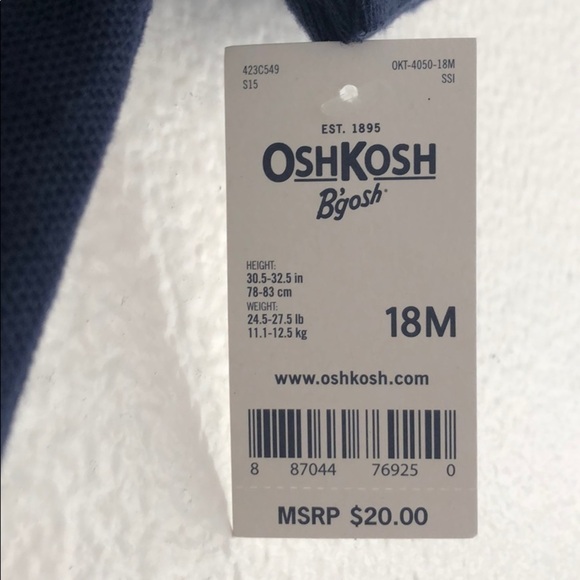 423C549 OKT-4050-18M
S15 SSI
EST. 1895
OSHKOSH
B'gosh
HEIGHT:
30.5-32.5 in
78-83 cm
WEIGHT:
24.5-27.5 lb
11.1-12.5 kg
18M
www.oshkosh.com
8 87044 76925 0
MSRP $20.00